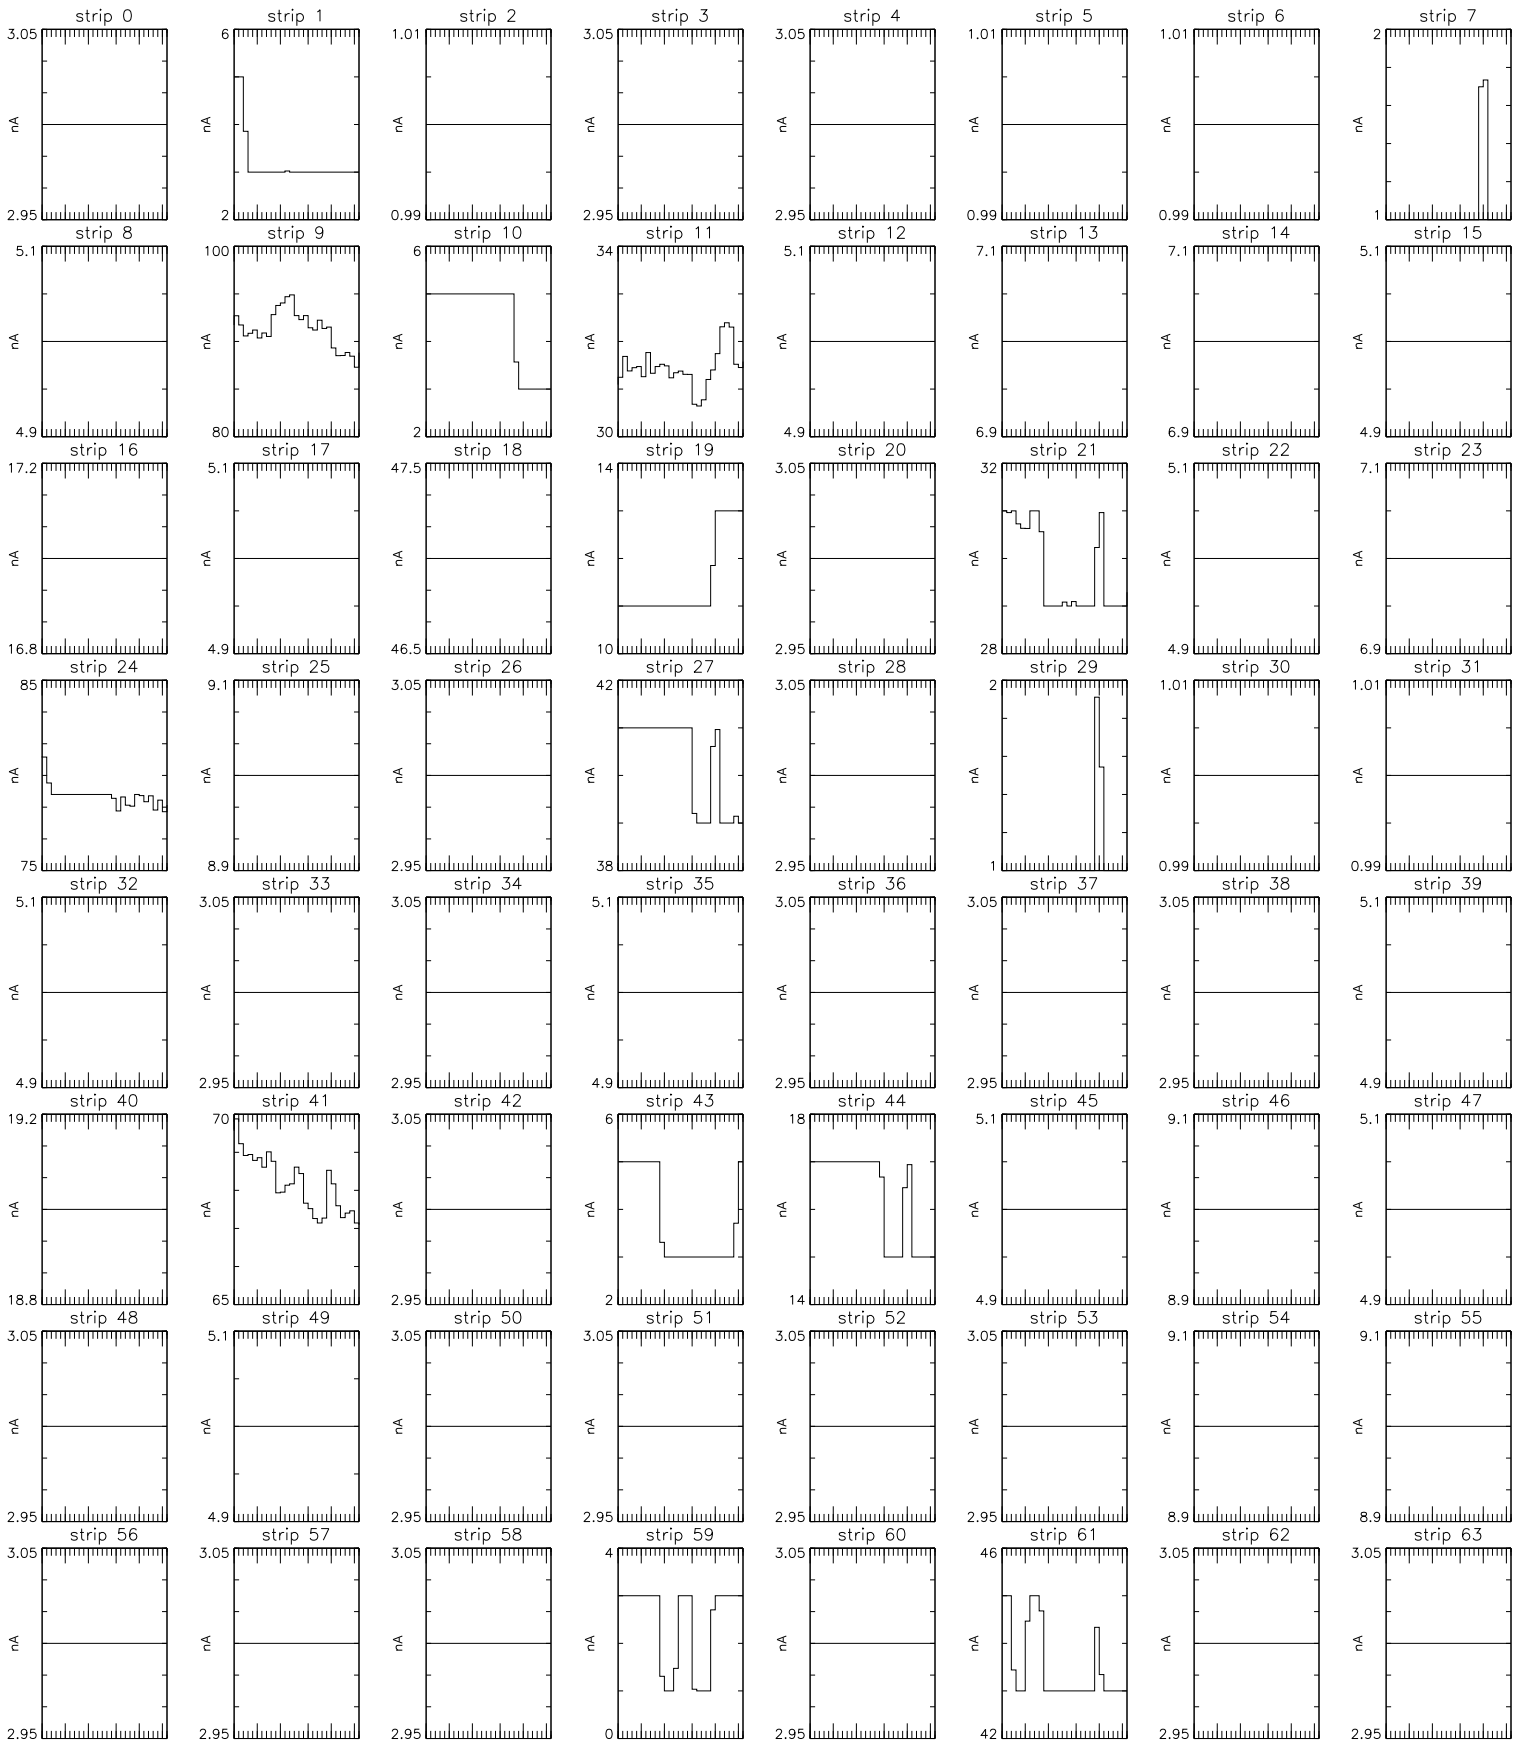 strip 0 strip 1 strip 2 strip 3 strip 4 strip 5 strip 6 strip 7
3.05 6 1.01 3.05 3.05 1.01 1.01 2
nA nA nA nA nA nA nA nA
2.95 2 0.99 2.95 2.95 0.99 0.99 1
strip 8 strip 9 strip 10 strip 11 strip 12 strip 13 strip 14 strip 15
5.1 100 6 34 5.1 7.1 7.1 5.1
nA nA nA nA nA nA nA nA
4.9 80 2 30 4.9 6.9 6.9 4.9
strip 16 strip 17 strip 18 strip 19 strip 20 strip 21 strip 22 strip 23
17.2 5.1 47.5 14 3.05 32 5.1 7.1
nA nA nA nA nA nA nA nA
16.8 4.9 46.5 10 2.95 28 4.9 6.9
strip 24 strip 25 strip 26 strip 27 strip 28 strip 29 strip 30 strip 31
85 9.1 3.05 42 3.05 2 1.01 1.01
nA nA nA nA nA nA nA nA
75 8.9 2.95 38 2.95 1 0.99 0.99
strip 32 strip 33 strip 34 strip 35 strip 36 strip 37 strip 38 strip 39
5.1 3.05 3.05 5.1 3.05 3.05 3.05 5.1
nA nA nA nA nA nA nA nA
4.9 2.95 2.95 4.9 2.95 2.95 2.95 4.9
strip 40 strip 41 strip 42 strip 43 strip 44 strip 45 strip 46 strip 47
19.2 70 3.05 6 18 5.1 9.1 5.1
nA nA nA nA nA nA nA nA
18.8 65 2.95 2 14 4.9 8.9 4.9
strip 48 strip 49 strip 50 strip 51 strip 52 strip 53 strip 54 strip 55
3.05 5.1 3.05 3.05 3.05 3.05 9.1 9.1
nA nA nA nA nA nA nA nA
2.95 4.9 2.95 2.95 2.95 2.95 8.9 8.9
strip 56 strip 57 strip 58 strip 59 strip 60 strip 61 strip 62 strip 63
3.05 3.05 3.05 4 3.05 46 3.05 3.05
nA nA nA nA nA nA nA nA
2.95 2.95 2.95 0 2.95 42 2.95 2.95